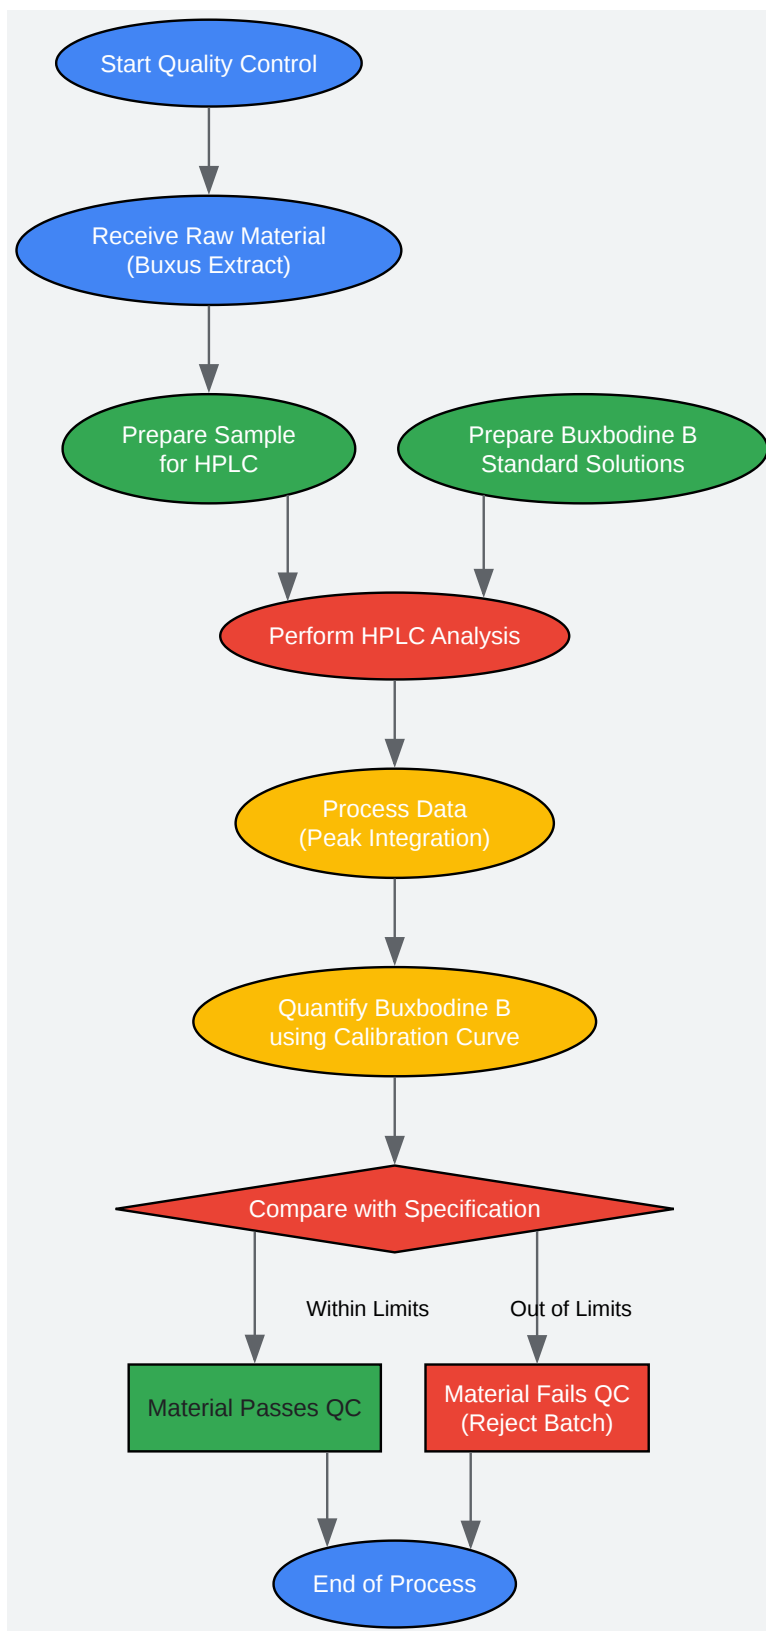 Start Quality Control
Receive Raw Material
(Buxus Extract)
Prepare Sample
for HPLC
Prepare Buxbodine B
Standard Solutions
Perform HPLC Analysis
Process Data
(Peak Integration)
Quantify Buxbodine B
using Calibration Curve
Compare with Specification
Within Limits
Out of Limits
Material Passes QC
Material Fails QC
(Reject Batch)
End of Process